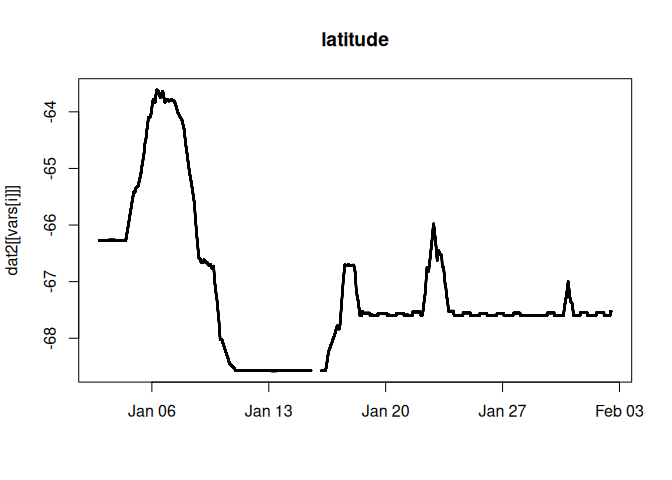 latitude
dat2[[vars[i]]]
-64
-65
-66
-67
-68
Jan 06
Jan 13
Jan 20
Jan 27
Feb 03